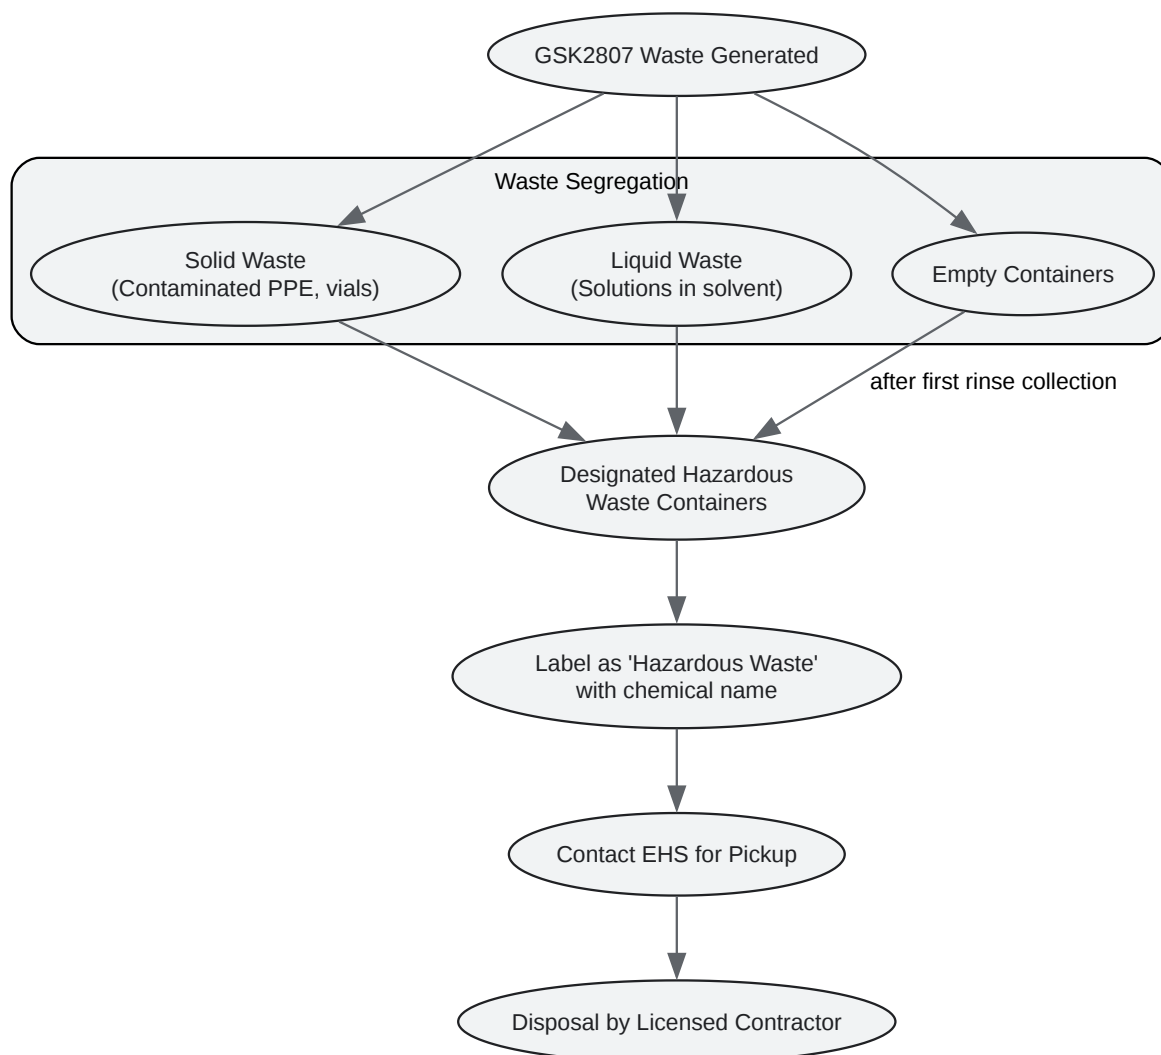 GSK2807 Waste Generated
Waste Segregation
Solid Waste
(Contaminated PPE, vials)
Liquid Waste
(Solutions in solvent)
Empty Containers
after first rinse collection
Designated Hazardous
Waste Containers
Label as 'Hazardous Waste'
with chemical name
Contact EHS for Pickup
Disposal by Licensed Contractor